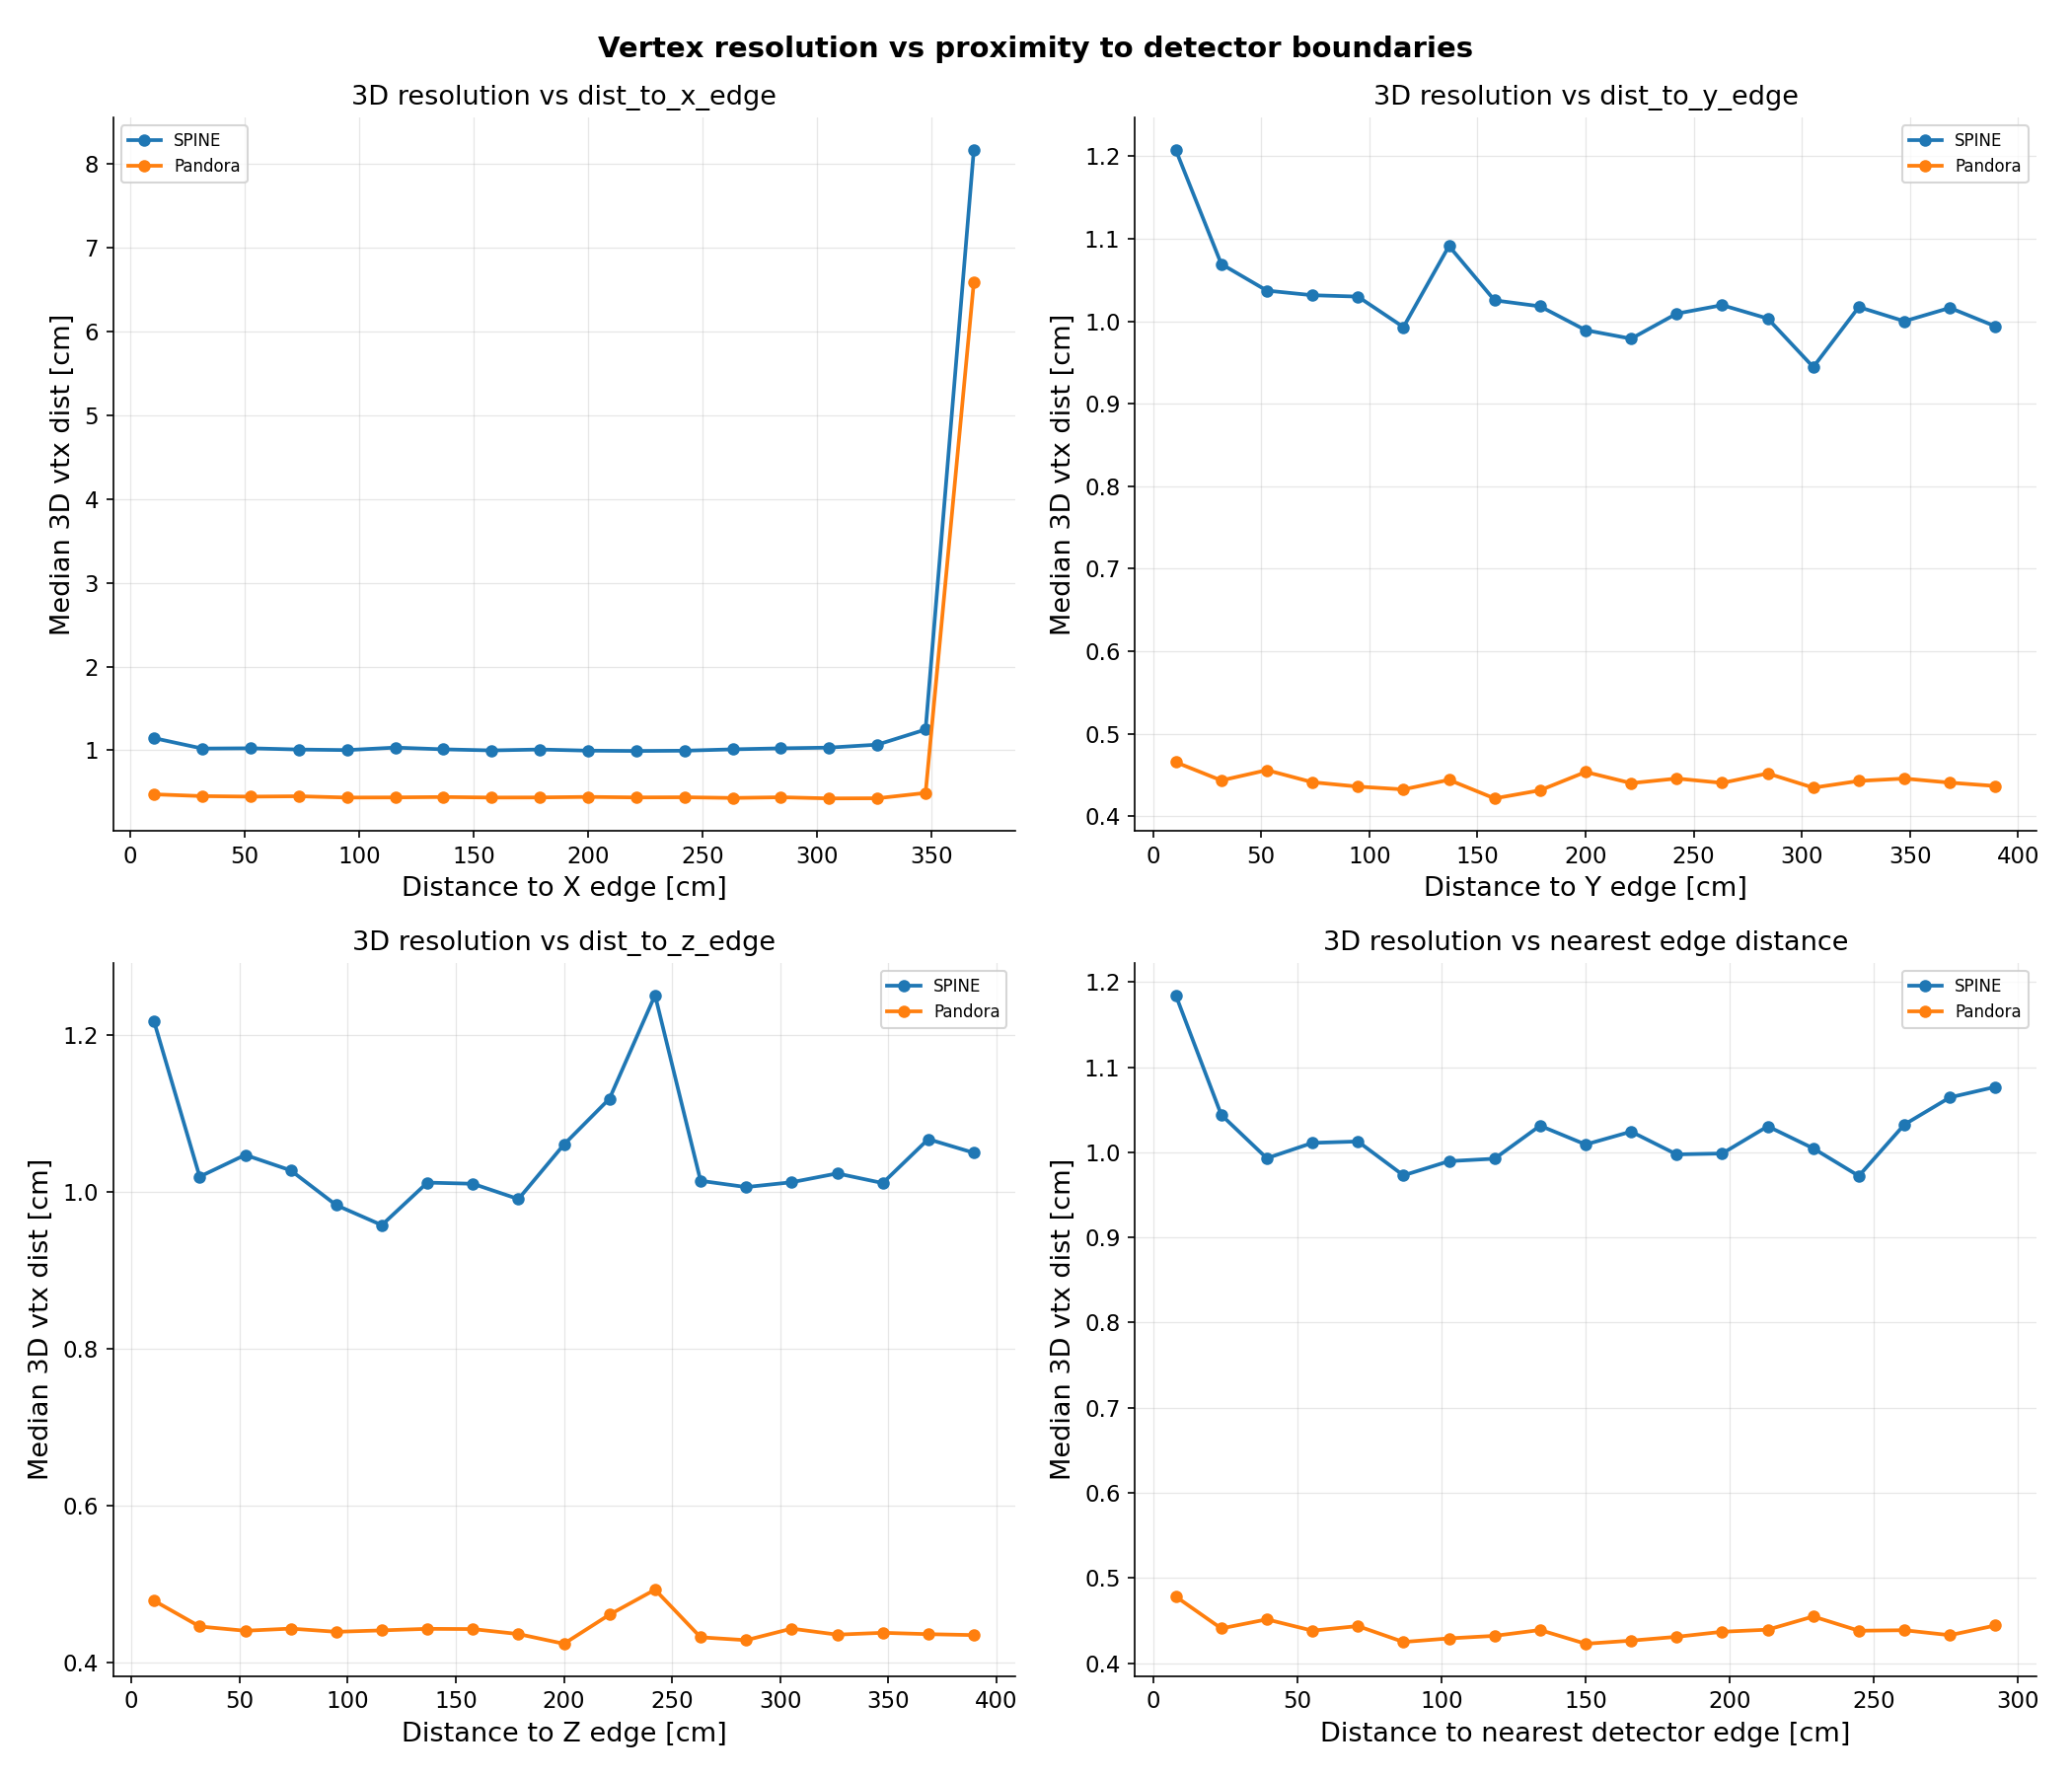 Vertex resolution vs proximity to detector boundaries
3D resolution vs dist_to_x_edge
SPINE
Pandora
Median 3D vtx dist [cm]
8
7
6
5
4
3
2
1
0 50 100 150 200 250 300 350
Distance to X edge [cm]
3D resolution vs dist_to_y_edge
SPINE
Pandora
Median 3D vtx dist [cm]
1.2
1.1
1.0
0.9
0.8
0.7
0.6
0.5
0.4
0 50 100 150 200 250 300 350 400
Distance to Y edge [cm]
3D resolution vs dist_to_z_edge
SPINE
Pandora
Median 3D vtx dist [cm]
1.2
1.0
0.8
0.6
0.4
0 50 100 150 200 250 300 350 400
Distance to Z edge [cm]
3D resolution vs nearest edge distance
SPINE
Pandora
Median 3D vtx dist [cm]
1.2
1.1
1.0
0.9
0.8
0.7
0.6
0.5
0.4
0 50 100 150 200 250 300
Distance to nearest detector edge [cm]